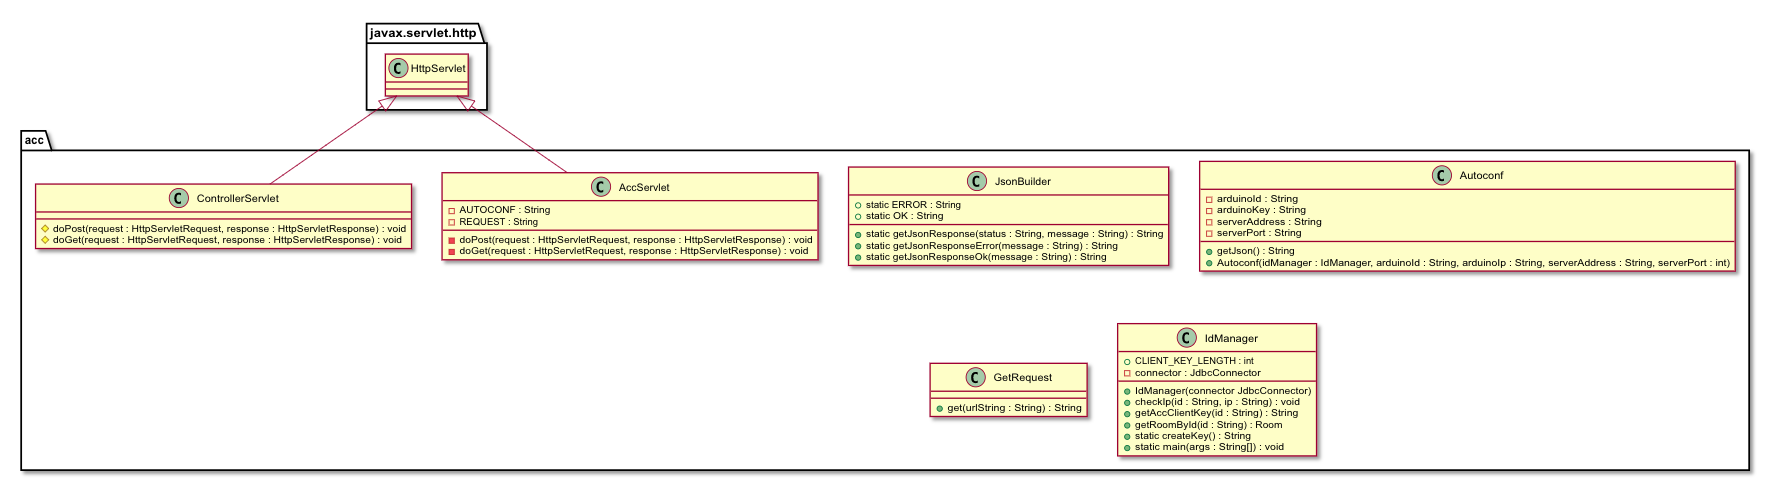 javax.servlet.http
C HttpServlet
acc
C ControllerServlet
doPost(request : HttpServletRequest, response : HttpServletResponse) : void
doGet(request : HttpServletRequest, response : HttpServletResponse) : void
C AccServlet
AUTOCONF : String
REQUEST : String
doPost(request : HttpServletRequest, response : HttpServletResponse) : void
doGet(request : HttpServletRequest, response : HttpServletResponse) : void
C JsonBuilder
static ERROR : String
static OK : String
static getJsonResponse(status : String, message : String) : String
static getJsonResponseError(message : String) : String
static getJsonResponseOk(message : String) : String
C Autoconf
arduinoId : String
arduinoKey : String
serverAddress : String
serverPort : String
getJson() : String
Autoconf(idManager : IdManager, arduinoId : String, arduinoIp : String, serverAddress : String, serverPort : int)
C GetRequest
get(urlString : String) : String
C IdManager
CLIENT_KEY_LENGTH : int
connector : JdbcConnector
IdManager(connector JdbcConnector)
checkIp(id : String, ip : String) : void
getAccClientKey(id : String) : String
getRoomById(id : String) : Room
static createKey() : String
static main(args : String[]) : void